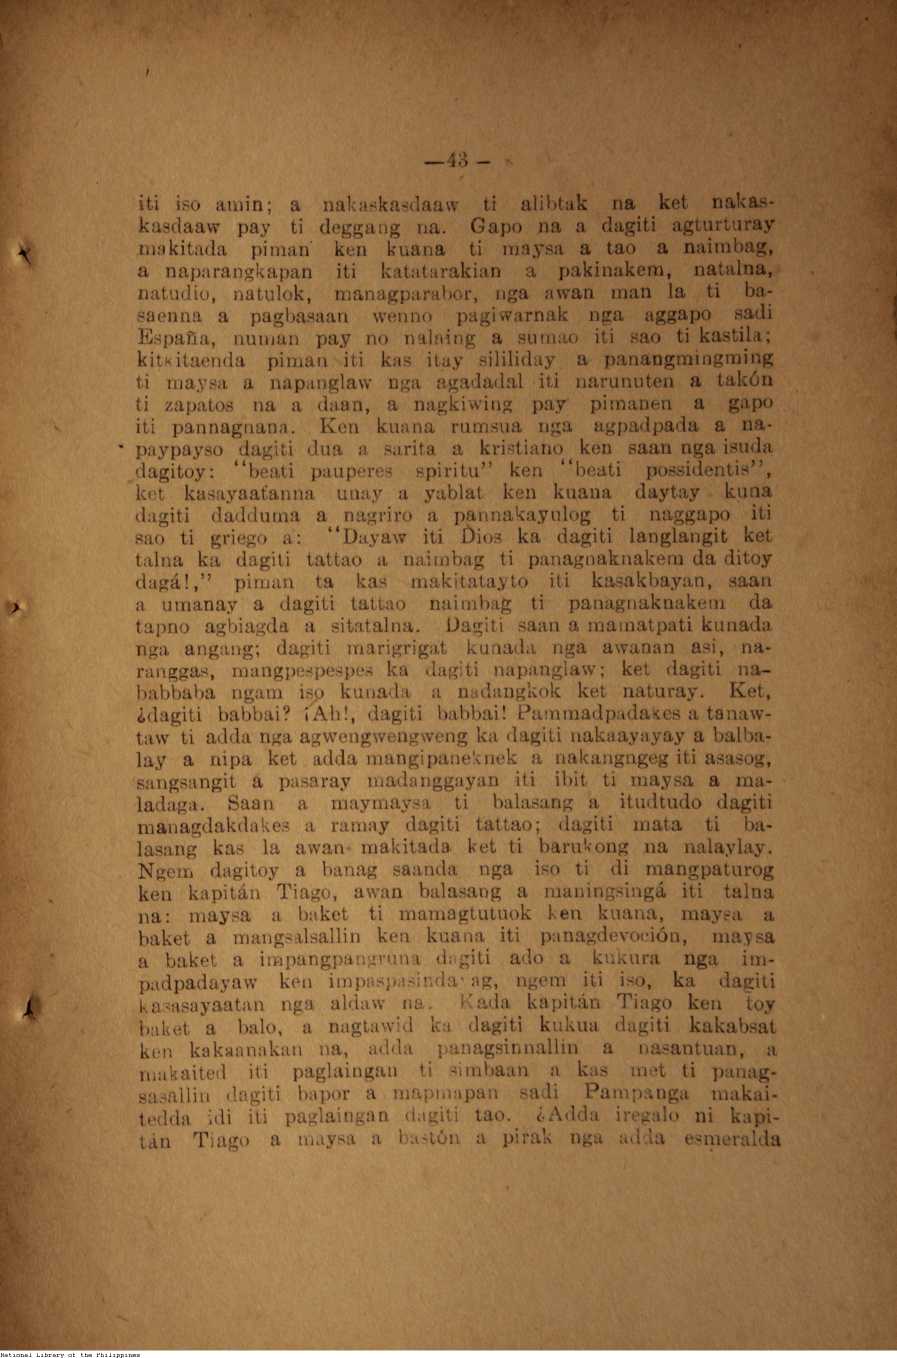 —43—
iti iso amin; a nakaskasdaaw ti alibtak na ket nakas-
kasdaaw pay ti deggang na. Gapo na a dagiti agturturay
makitada piman ken kuana ti maysa a tao a naimbag,
a naparangkapan iti katatarakian a pakinakem, natalna,
natudio, natulok, managparabor, nga awan man la ti ba-
saenna a pagbasaan wenno pagiwarnak nga aggapo sadi
España, numan pay no nalaing a sumao iti sao ti kastila;
kitkitaenda piman iti kas itay sililiday a panangmingming
ti maysa a napanglaw nga agadadal iti narunuten a takón
ti zapatos na a daan, a nagkiwing pay pimanen a gapo
iti pannagnana. Ken kuana rumsua nga agpadpada a na-
paypayso dagiti dua a sarita a kristiano ken saan nga isuda
dagitoy: "beati pauperes spiritu" ken "beati possidentis",
ket kasayaatanna unay a yablat ken kuana daytay kuna
dagiti dadduma a nagriro a pannakayulog ti naggapo iti
sao ti griego a: "Dayaw iti Dios ka dagiti langlangit ket
talna ka dagiti tattao a naimbag ti panagnaknakem da ditoy
dagá!," piman ta kas makitatayto iti kasakbayan, saan
a umanay a dagiti tattao naimbag ti panagnaknakem da
tapno agbiagda a sitatalna. Dagiti saan a mamatpati kunada
nga angang; dagiti marigrigat kunada nga awanan asi, na-
ranggas, mangpespespes ka dagiti napanglaw; ket dagiti na-
babbaba ngam iso kunada a nadangkok ket naturay. Ket,
¿dagiti babbai? ¡Ah!, dagiti babbai! Pammadpadakes a tanaw-
taw ti adda nga agwengwengweng ka dagiti nakaayayay a balba-
lay a nipa ket adda mangipaneknek a nakangngeg iti asasog,
sangsangit a pasaray madanggayan iti ibit ti maysa a ma-
ladaga. Saan a maymaysa ti balasang a itudtudo dagiti
managdakdakes a ramay dagiti tattao; dagiti mata ti ba-
lasang kas la awan makitada ket ti barukong na nalaylay.
Ngem dagitoy a banag saanda nga iso ti di mangpaturog
ken kapitán Tiago, awan balasang a maningsingá iti talna
na: maysa a baket ti mamagtutuok ken kuana, maysa a
baket a mangsalsallin ken kuana iti panagdevoción, maysa
a baket a impangpangruna dagiti ado a kukura nga im-
padpadayaw ken ngem iti iso, ka dagiti
kasasayaatan nga aldaw na. Kada kapitán Tiago ken toy
baket a balo, a nagtawid ka dagiti kukua dagiti kakabsat
ken kakaanakan na, adda panagsinnallin a nasantuan, a
makaited iti paglaingan ti simbaan a kas met ti panag-
sasallin dagiti bapor a mapmapan sadi Pampanga makai-
tedda idi iti paglaingan dagiti tao. ¿Adda iregalo ni kapi-
tán Tiago a maysa a bastón a pirak nga adda esmeralda
National Library of the Philippines